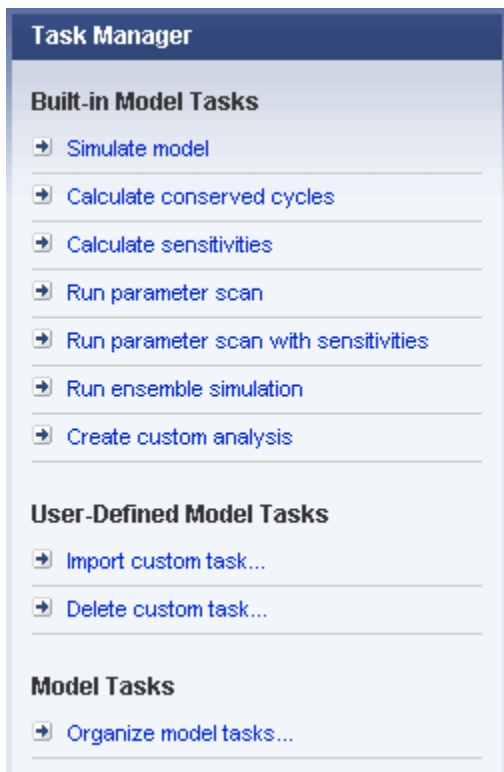 Task Manager
Built-in Model Tasks
Simulate model
Calculate conserved cycles
Calculate sensitivities
Run parameter scan
Run parameter scan with sensitivities
Run ensemble simulation
Create custom analysis
User-Defined Model Tasks
Import custom task...
Delete custom task...
Model Tasks
Organize model tasks...